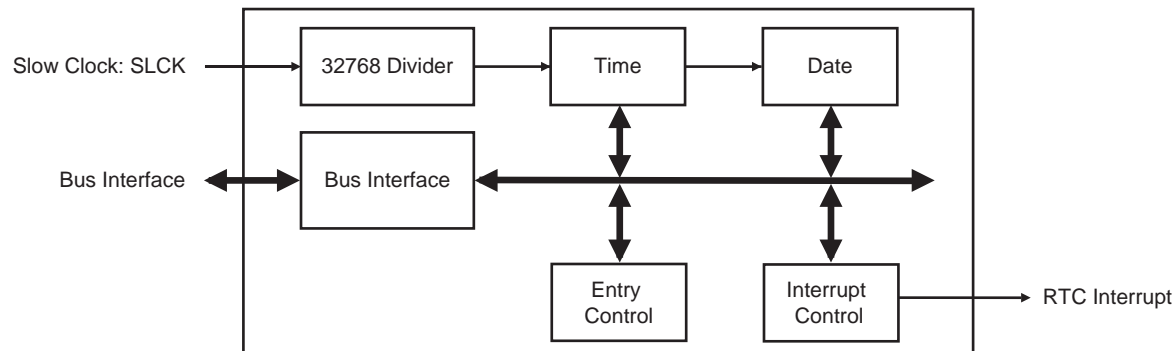 Slow Clock: SLCK
32768 Divider
Time
Date
Bus Interface
Bus Interface
Entry
Control
Interrupt
Control
RTC Interrupt